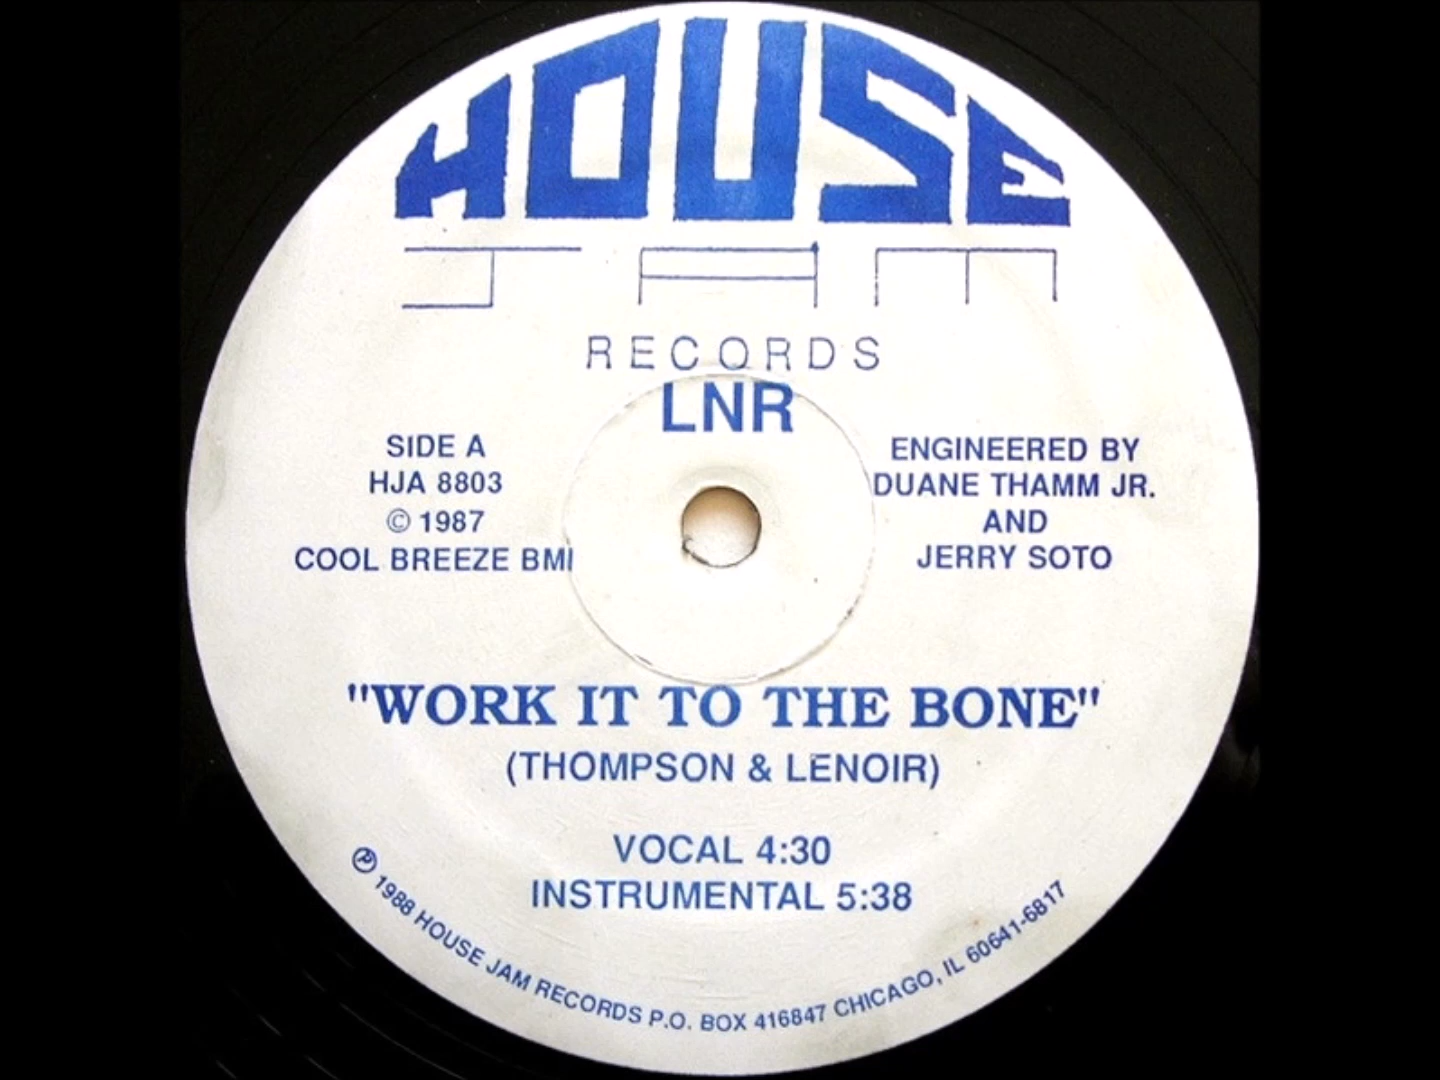 HOUSE
JAM
RECORDS
LNR
SIDE A
HJA 8803
© 1987
COOL BREEZE BMI
ENGINEERED BY
DUANE THAMM JR.
AND
JERRY SOTO
"WORK IT TO THE BONE"
(THOMPSON & LENOIR)
VOCAL 4:30
INSTRUMENTAL 5:38
℗ 1988 HOUSE JAM RECORDS P.O. BOX 416847 CHICAGO, IL 60641-6817